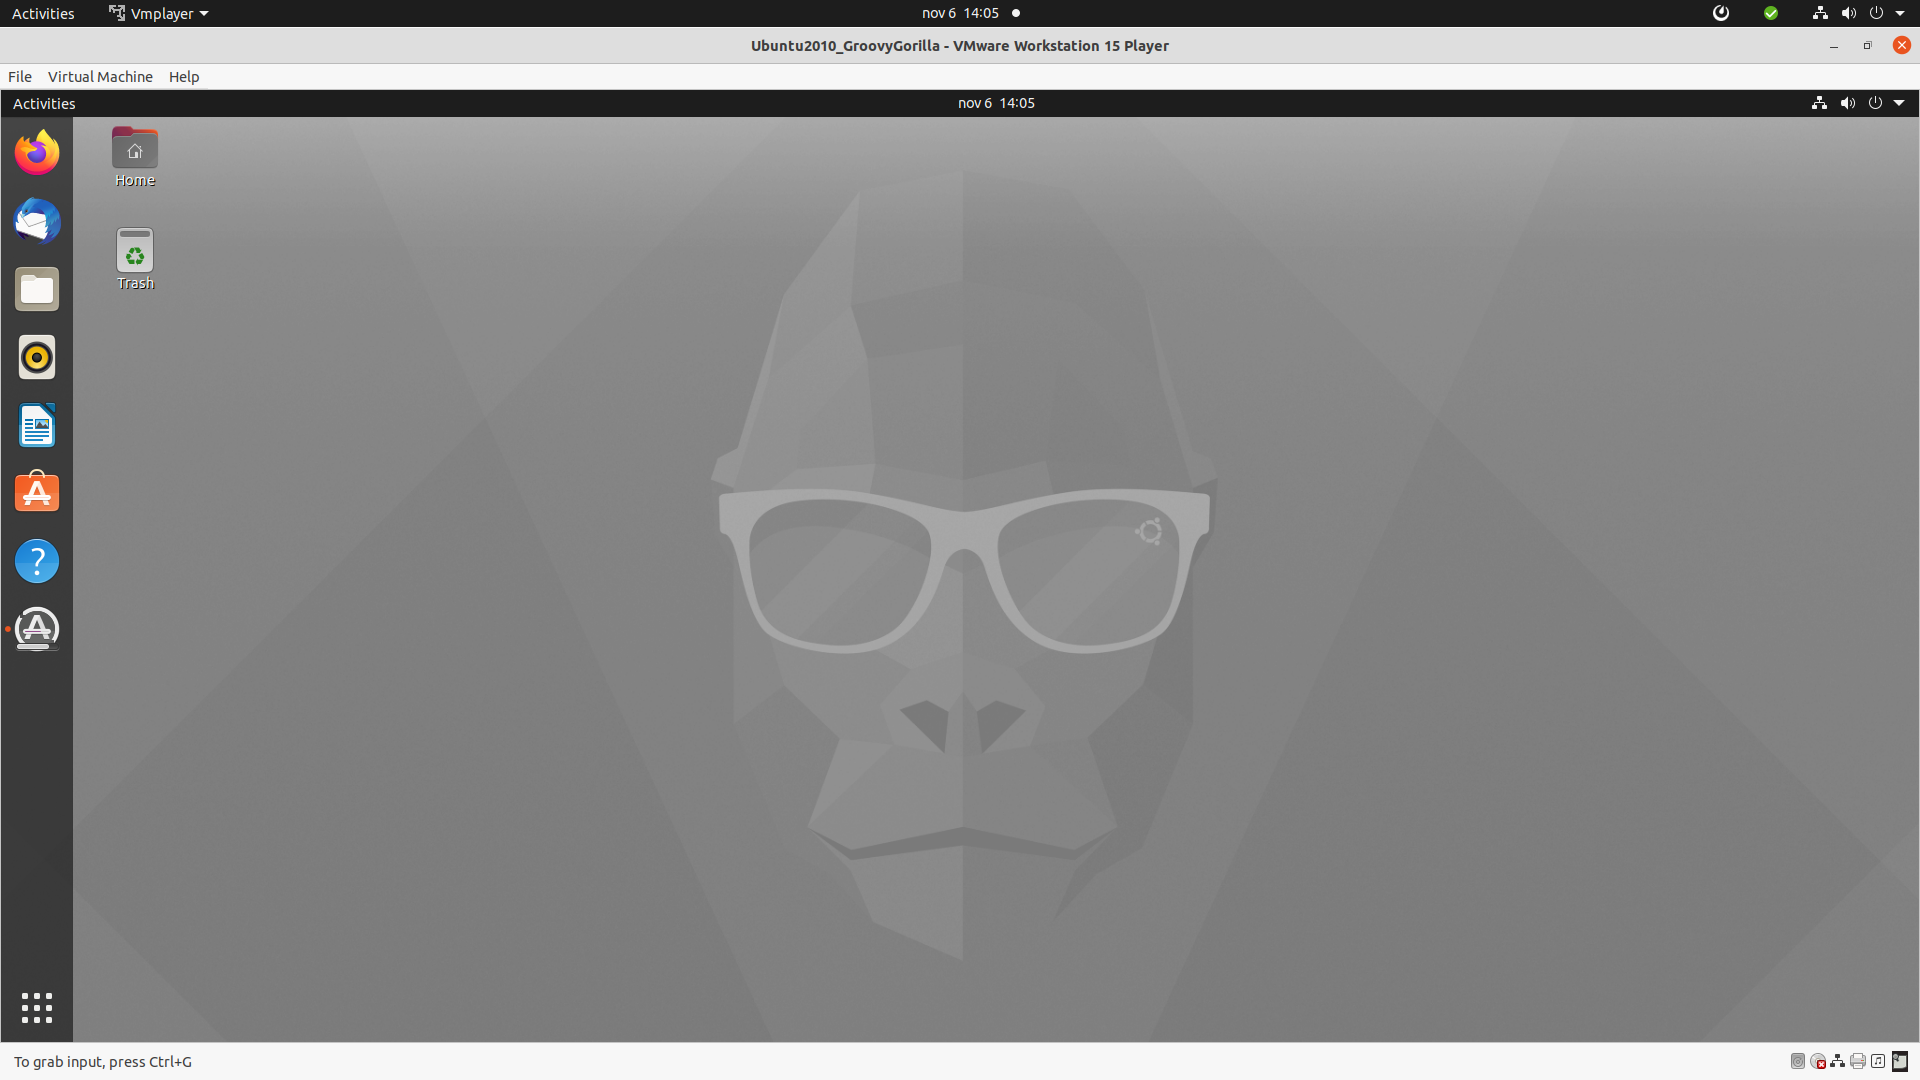 Activities Vmplayer nov 6 14:05
Ubuntu2010_GroovyGorilla - VMware Workstation 15 Player
File Virtual Machine Help
Activities nov 6 14:05
Home
Trash
To grab input, press Ctrl+G